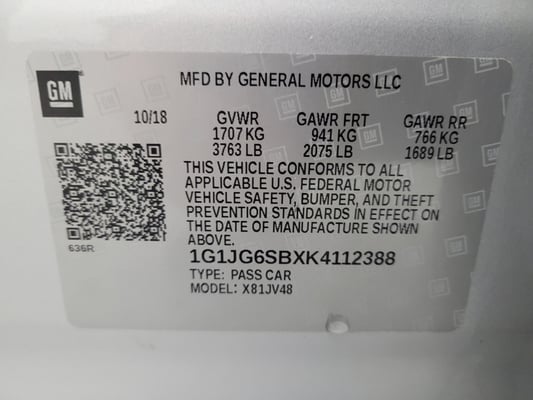 GM
MFD BY GENERAL MOTORS LLC
10/18 GVWR GAWR FRT GAWR RR
1707 KG 941 KG 766 KG
3763 LB 2075 LB 1689 LB
THIS VEHICLE CONFORMS TO ALL
APPLICABLE U.S. FEDERAL MOTOR
VEHICLE SAFETY, BUMPER, AND THEFT
PREVENTION STANDARDS IN EFFECT ON
THE DATE OF MANUFACTURE SHOWN
ABOVE.
636R
1G1JG6SBXK4112388
TYPE: PASS CAR
MODEL: X81JV48